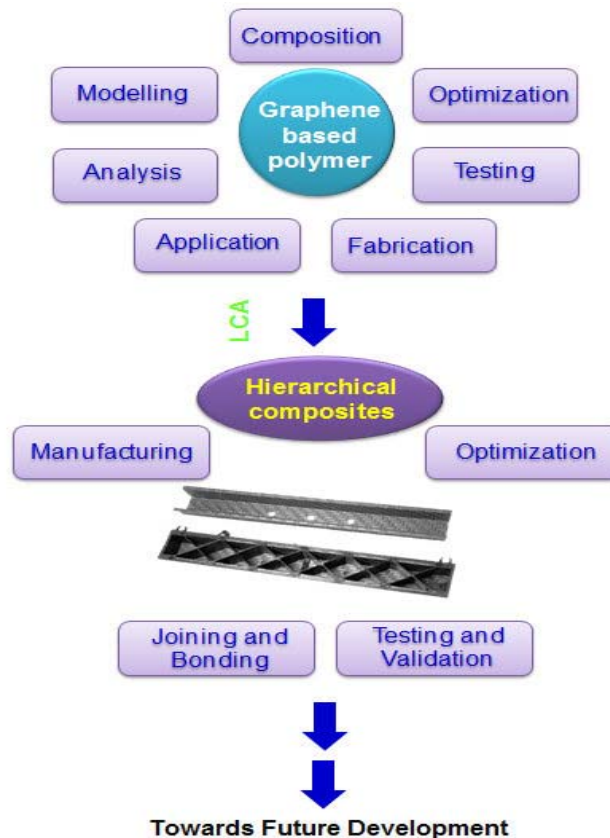 Composition
Modelling
Graphene
based
polymer
Optimization
Analysis
Testing
Application
Fabrication
LCA
Hierarchical
composites
Manufacturing
Optimization
Joining and
Bonding
Testing and
Validation
Towards Future Development